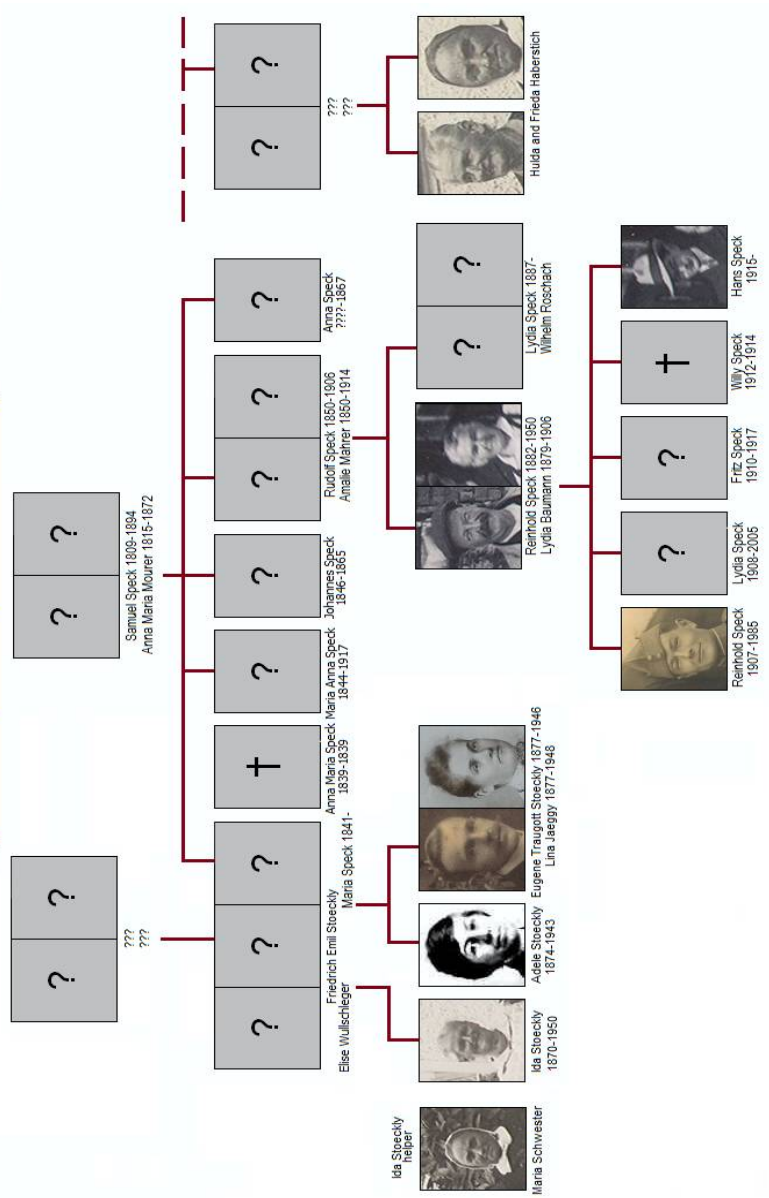 ? ?
???
???
? ?
Samuel Speck 1809-1894
Anna Maria Mourer 1815-1872
? ? ?
Friedrich Emil Stoeckly
Elise Wullschleger
Maria Speck 1841-
Anna Maria Speck
1839-1839
?
Maria Anna Speck
1844-1917
?
Johannes Speck
1846-1865
? ?
Rudolf Speck 1850-1906
Amalie Mahrer 1850-1914
?
Anna Speck
????-1867
? ?
???
???
Ida Stoeckly
helper
Maria Schwester
Ida Stoeckly
1870-1950
Adele Stoeckly
1874-1943
Eugene Traugott Stoeckly 1877-1946
Lina Jaeggy 1877-1948
Reinhold Speck 1882-1950
Lydia Baumann 1879-1906
? ?
Lydia Speck 1887-
Wilhelm Roschach
Hulda and Frieda Haberstich
Reinhold Speck
1907-1985
?
Lydia Speck
1908-2005
?
Fritz Speck
1910-1917
Willy Speck
1912-1914
Hans Speck
1915-